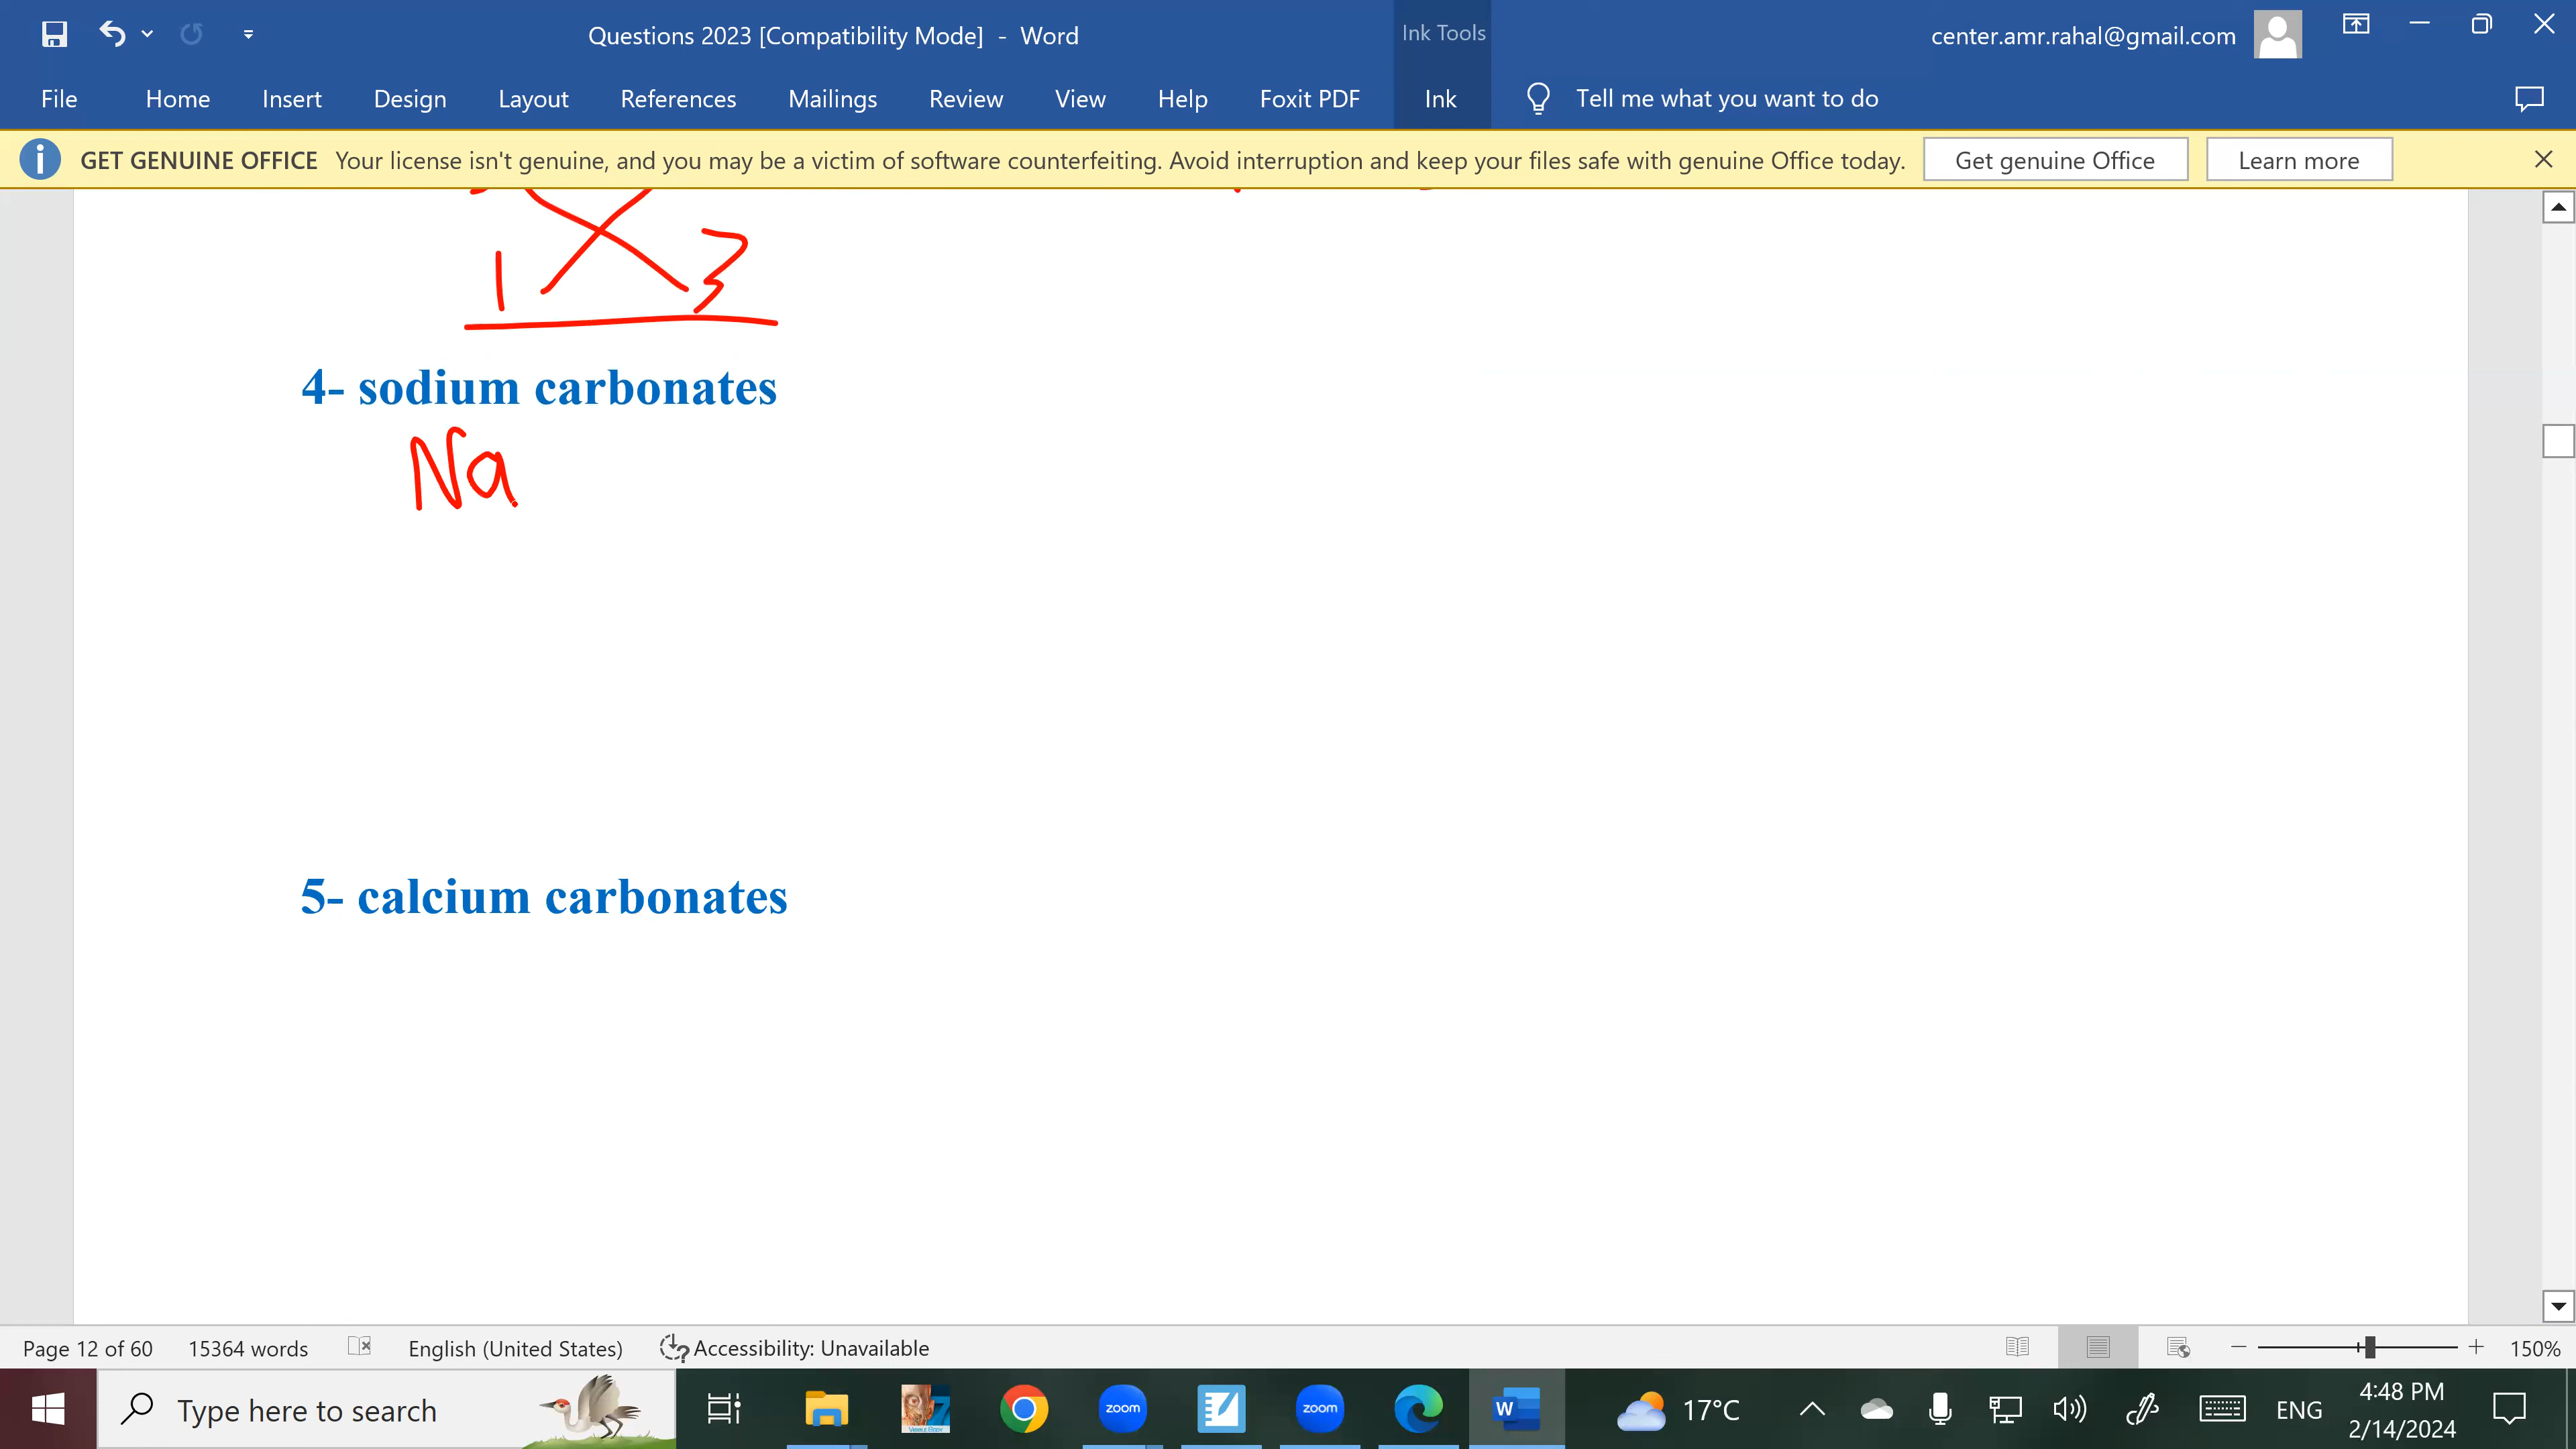 Questions 2023 [Compatibility Mode] - Word
Ink Tools
center.amr.rahal@gmail.com
File Home Insert Design Layout References Mailings Review View Help Foxit PDF Ink Tell me what you want to do
GET GENUINE OFFICE Your license isn't genuine, and you may be a victim of software counterfeiting. Avoid interruption and keep your files safe with genuine Office today. Get genuine Office Learn more
1 3
4- sodium carbonates
Na
5- calcium carbonates
Page 12 of 60 15364 words English (United States) Accessibility: Unavailable 150%
Type here to search zoom zoom W 17°C ENG 4:48 PM
2/14/2024